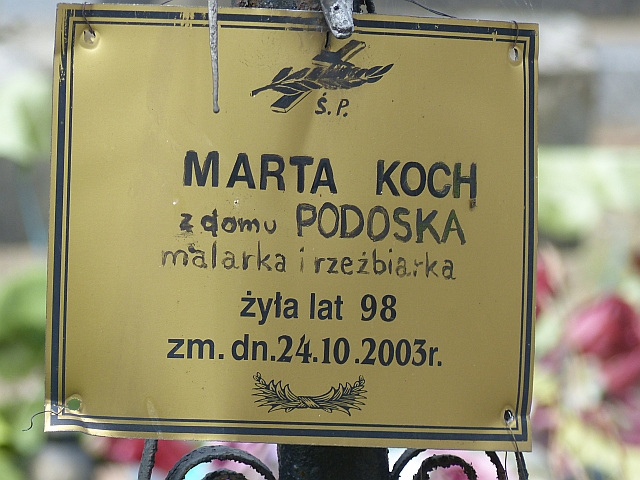 Ś.P.
MARTA KOCH
z domu PODOSKA
malarka i rzeźbiarka
żyła lat 98
zm. dn.24.10.2003r.